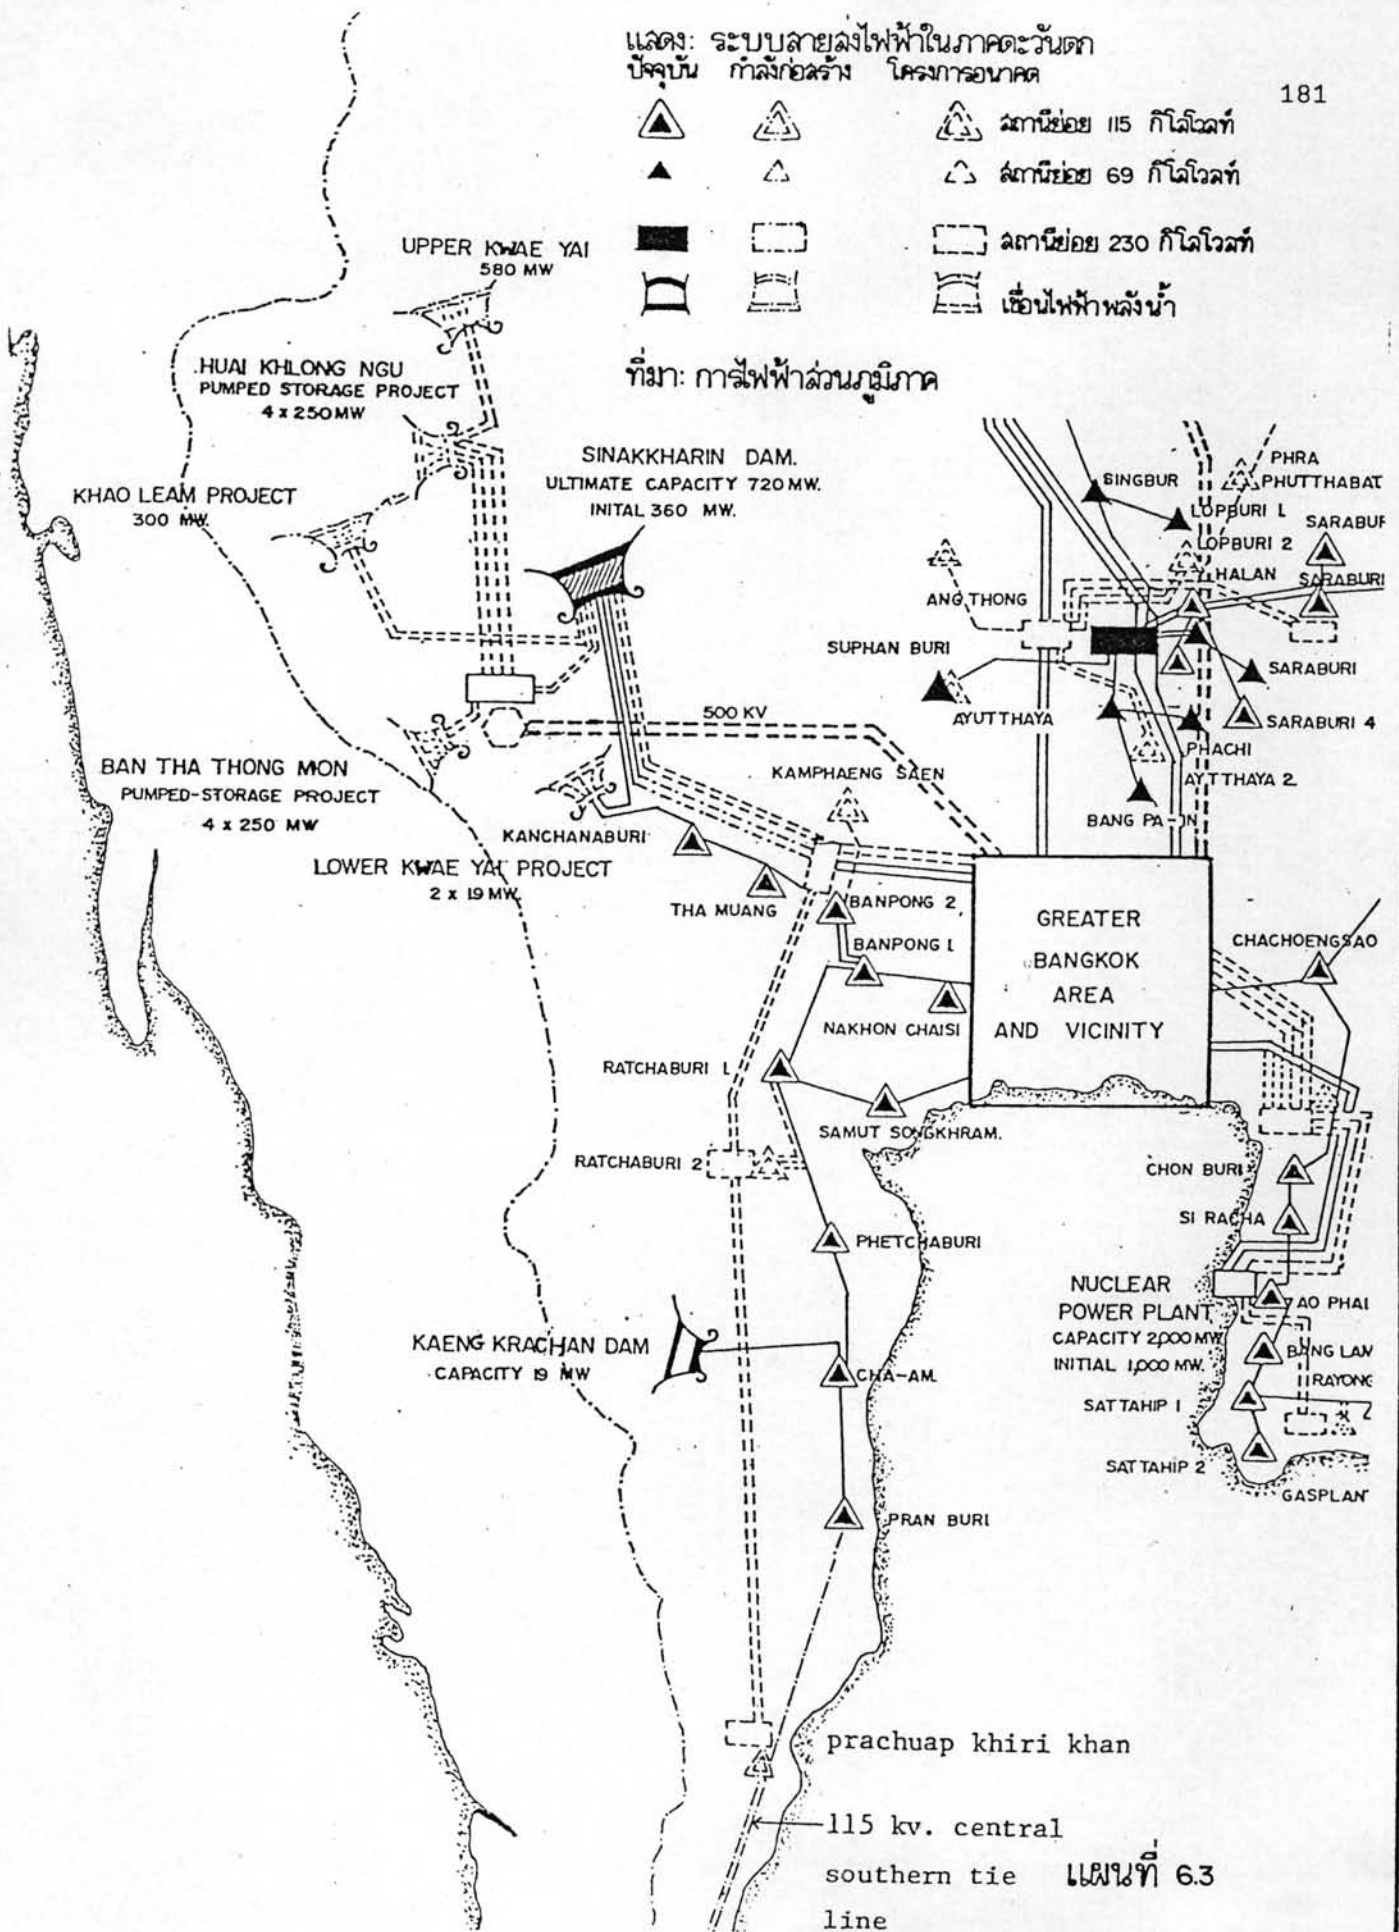 แสดง: ระบบสายส่งไฟฟ้าในภาคตะวันตก
ปัจจุบัน กำลังก่อสร้าง โครงการอนาคต
181
สถานีย่อย 115 กิโลโวลท์
สถานีย่อย 69 กิโลโวลท์
สถานีย่อย 230 กิโลโวลท์
เขื่อนไฟฟ้าพลังน้ำ
ที่มา: การไฟฟ้าส่วนภูมิภาค
UPPER KWAE YAI
580 MW
HUAI KHLONG NGU
PUMPED STORAGE PROJECT
4 x 250 MW
KHAO LEAM PROJECT
300 MW.
SINAKKHARIN DAM.
ULTIMATE CAPACITY 720 MW.
INITAL 360 MW.
SINGBUR
PHRA
PHUTTHABAT
LOPBURI 1
SARABUR
LOPBURI 2
HALAN
SARABURI
ANG THONG
SUPHAN BURI
SARABURI
AYUTTHAYA
SARABURI 4
PHACHI
AYTTHAYA 2
BANG PA-IN
500 KV
KAMPHAENG SAEN
BAN THA THONG MON
PUMPED-STORAGE PROJECT
4 x 250 MW
KANCHANABURI
LOWER KWAE YAI PROJECT
2 x 19 MW
THA MUANG
BANPONG 2
BANPONG 1
NAKHON CHAISI
GREATER
BANGKOK
AREA
AND VICINITY
CHACHOENGSAO
RATCHABURI 1
SAMUT SONGKHRAM.
RATCHABURI 2
CHON BURI
SI RACHA
PHETCHABURI
NUCLEAR
POWER PLANT
CAPACITY 2,000 MW
INITIAL 1,000 MW.
AO PHAI
BANG LAM
RAYONG
2
SATTAHIP 1
SATTAHIP 2
GASPLANT
KAENG KRACHAN DAM
CAPACITY 19 MW
CHA-AM.
PRAN BURI
prachuap khiri khan
115 kv. central
southern tie
line
แผนที่ 6.3